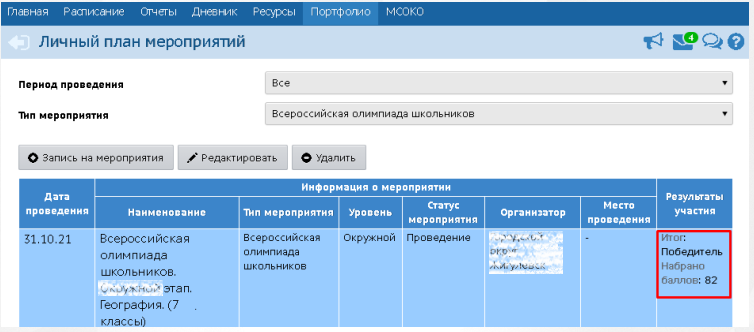 Главная Расписание Отчеты Дневник Ресурсы Портфолио МСОКО
Личный план мероприятий
9
?
Период проведения
Все
Тип мероприятия
Всероссийская олимпиада школьников
Запись на мероприятия Редактировать Удалить
Информация о мероприятии
Дата проведения
Наименование
Тип мероприятия
Уровень
Статус мероприятия
Организатор
Место проведения
Результаты участия
31.10.21
Всероссийская
олимпиада
школьников.
этап.
География. (7
классы)
Всероссийская
олимпиада
школьников
Окружной
Проведение
-
Итог:
Победитель
Набрано
баллов: 82